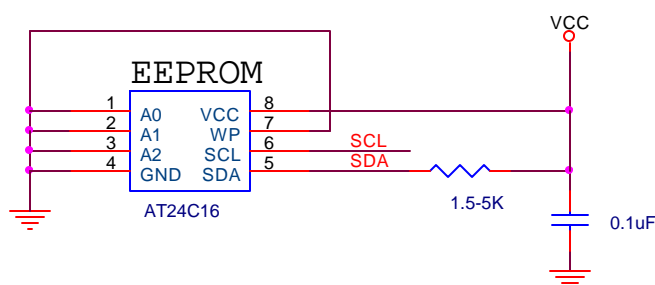 VCC
EEPROM
1 A0 VCC 8
2 A1 WP 7
3 A2 SCL 6 SCL
4 GND SDA 5 SDA
1.5-5K
AT24C16
0.1uF